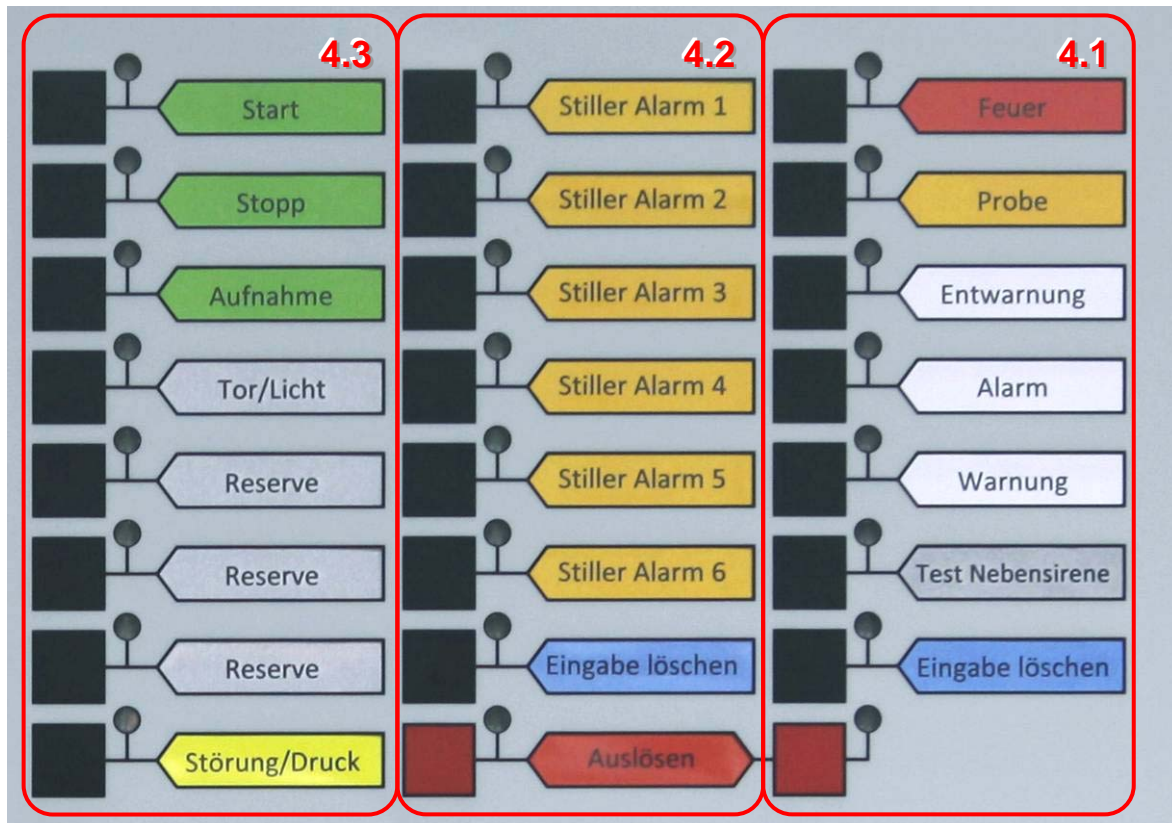 4.3
Start
Stopp
Aufnahme
Tor/Licht
Reserve
Reserve
Reserve
Störung/Druck
4.2
Stiller Alarm 1
Stiller Alarm 2
Stiller Alarm 3
Stiller Alarm 4
Stiller Alarm 5
Stiller Alarm 6
Eingabe löschen
Auslösen
4.1
Feuer
Probe
Entwarnung
Alarm
Warnung
Test Nebensirene
Eingabe löschen